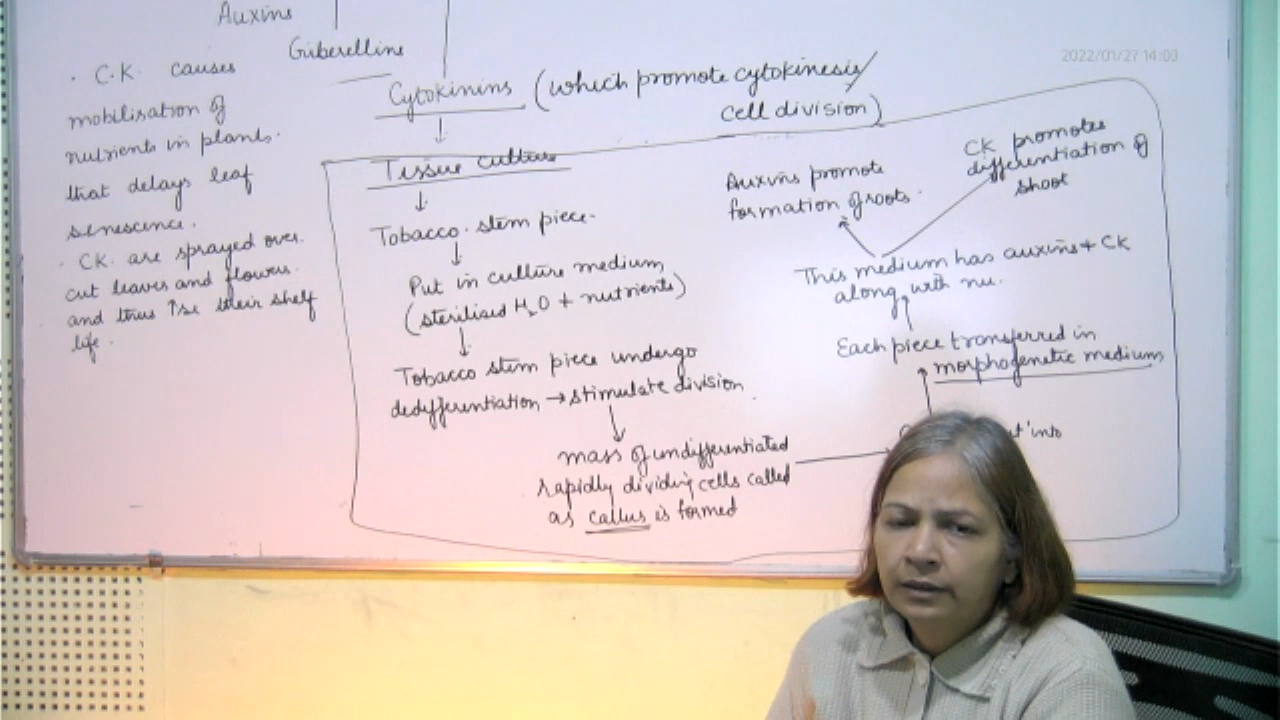 Auxins
Giberelline
2022/01/27 14:03
· C.K. causes
mobilisation of
nutrients in plants.
that delays leaf
senescence.
· CK. are sprayed over.
cut leaves and flowers.
and thus ↑se their shelf
life.
Cytokinins (which promote cytokinesis/
cell division)
↓
Tissue culture
↓
Tobacco. stem piece.
↓
Put in culture medium
(sterilised H2O + nutrients)
↓
Tobacco stem piece undergo
dedifferentiation → stimulate division.
↓
mass of undifferentiated
rapidly dividing cells called
as callus is formed
into
Each piece transferred in
morphogenetic medium
This medium has auxins + CK
along with nu.
Auxins promote
formation of roots.
CK promotes
differentiation of
shoot